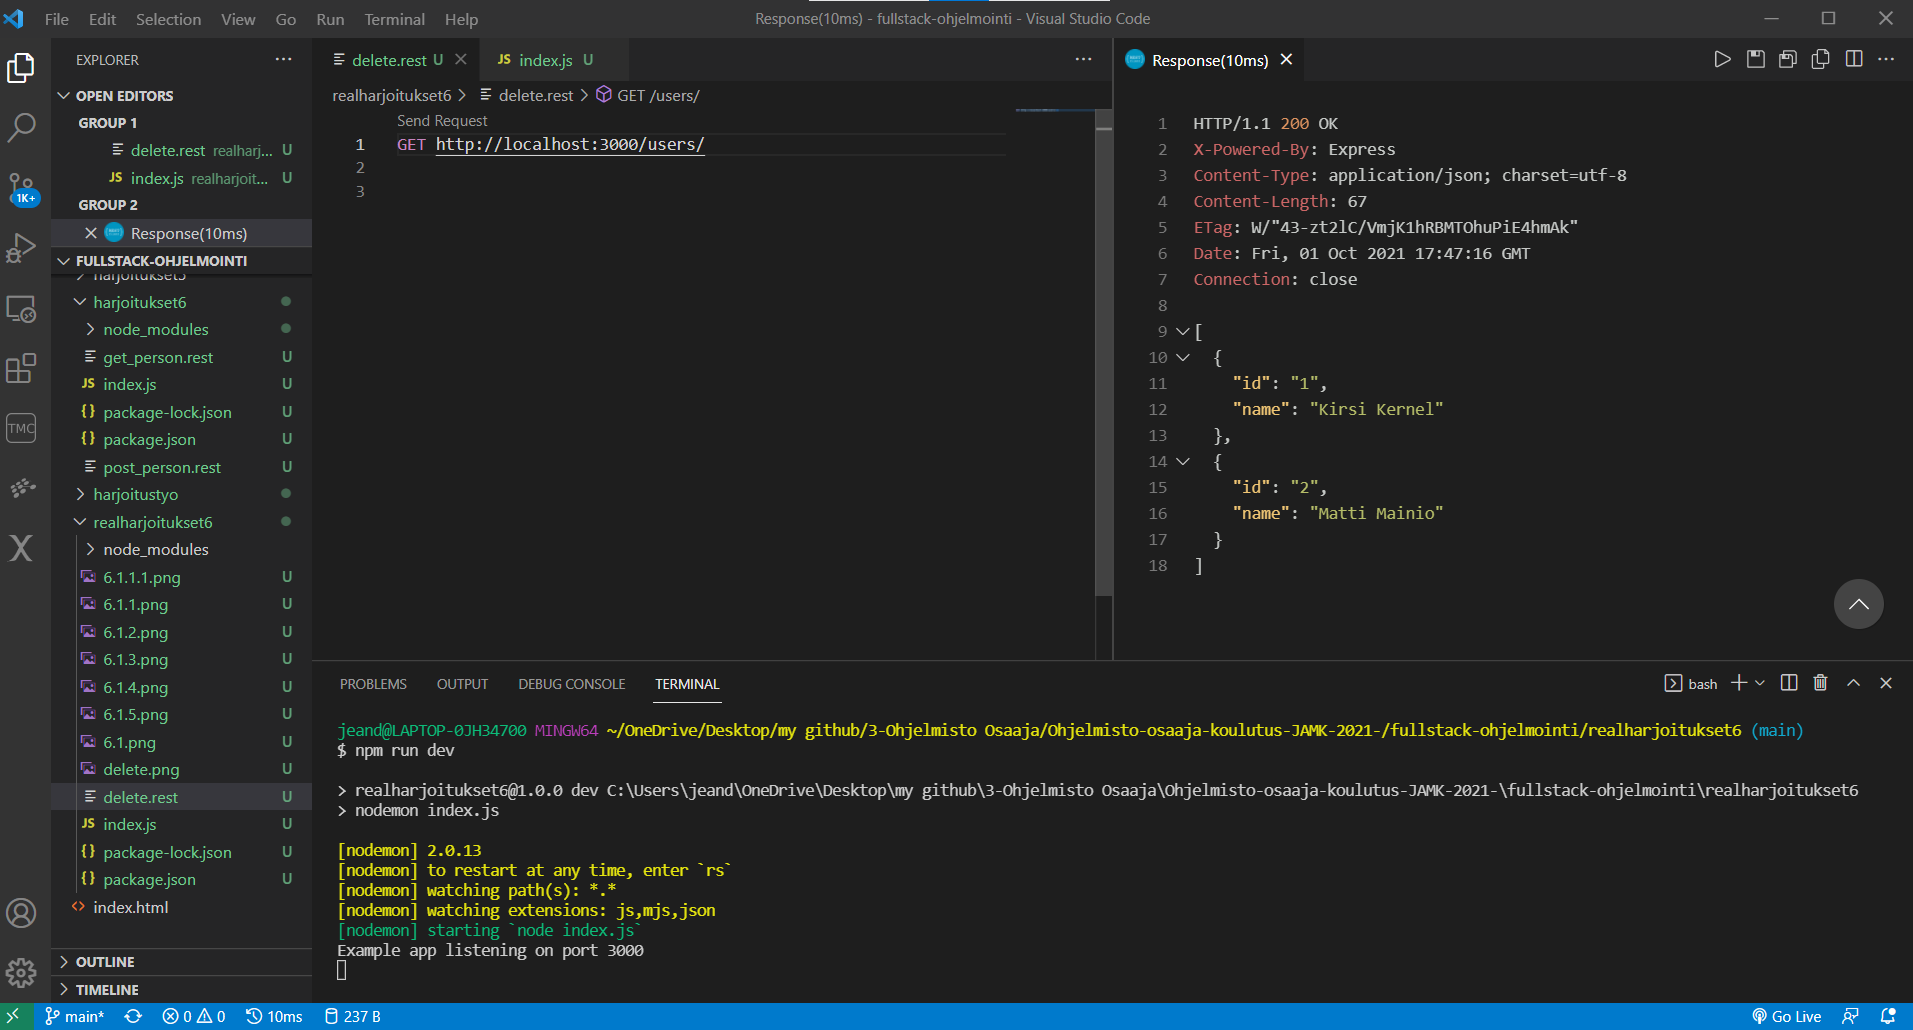 File Edit Selection View Go Run Terminal Help
Response(10ms) - fullstack-ohjelmointi - Visual Studio Code
EXPLORER
OPEN EDITORS
GROUP 1
delete.rest realharj... U
index.js realharjoit... U
GROUP 2
Response(10ms)
FULLSTACK-OHJELMOINTI
harjoitukset6
node_modules
get_person.rest U
index.js U
package-lock.json U
package.json U
post_person.rest U
harjoitustyo
realharjoitukset6
node_modules
6.1.1.1.png U
6.1.1.png U
6.1.2.png U
6.1.3.png U
6.1.4.png U
6.1.5.png U
6.1.png U
delete.png U
delete.rest U
index.js U
package-lock.json U
package.json U
index.html
OUTLINE
TIMELINE
1K+
TMC
delete.rest U
index.js U
realharjoitukset6 > delete.rest > GET /users/
Send Request
1 GET http://localhost:3000/users/
2
3
Response(10ms)
1 HTTP/1.1 200 OK
2 X-Powered-By: Express
3 Content-Type: application/json; charset=utf-8
4 Content-Length: 67
5 ETag: W/"43-zt2lC/VmjK1hRBMTOhuPiE4hmAk"
6 Date: Fri, 01 Oct 2021 17:47:16 GMT
7 Connection: close
8
9 [
10 {
11 "id": "1",
12 "name": "Kirsi Kernel"
13 },
14 {
15 "id": "2",
16 "name": "Matti Mainio"
17 }
18 ]
PROBLEMS OUTPUT DEBUG CONSOLE TERMINAL
bash
jeand@LAPTOP-0JH34700 MINGW64 ~/OneDrive/Desktop/my github/3-Ohjelmisto Osaaja/Ohjelmisto-osaaja-koulutus-JAMK-2021-/fullstack-ohjelmointi/realharjoitukset6 (main)
$ npm run dev
> realharjoitukset6@1.0.0 dev C:\Users\jeand\OneDrive\Desktop\my github\3-Ohjelmisto Osaaja\Ohjelmisto-osaaja-koulutus-JAMK-2021-\fullstack-ohjelmointi\realharjoitukset6
> nodemon index.js
[nodemon] 2.0.13
[nodemon] to restart at any time, enter `rs`
[nodemon] watching path(s): *.*
[nodemon] watching extensions: js,mjs,json
[nodemon] starting `node index.js`
Example app listening on port 3000
main* 0 0 10ms 237 B
Go Live